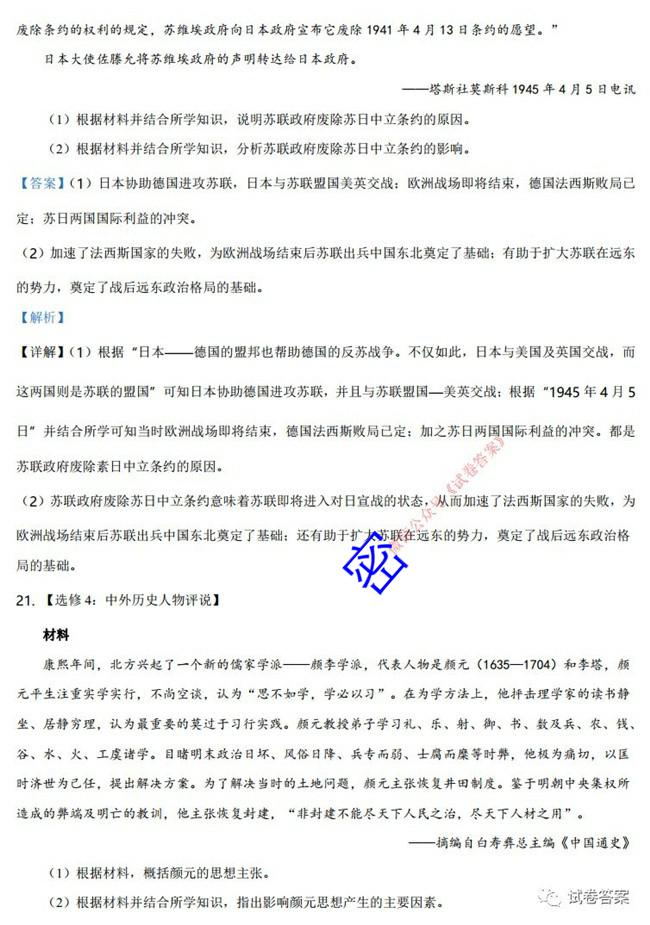 废除条约的权利的规定，苏维埃政府向日本政府宣布它废除 1941 年 4 月 13 日条约的愿望。”
日本大使佐滕允将苏维埃政府的声明转达给日本政府。
——塔斯社莫斯科 1945 年 4 月 5 日电讯
（1）根据材料并结合所学知识，说明苏联政府废除苏日中立条约的原因。
（2）根据材料并结合所学知识，分析苏联政府废除苏日中立条约的影响。
【答案】（1）日本协助德国进攻苏联，日本与苏联盟国美英交战；欧洲战场即将结束，德国法西斯败局已
定；苏日两国国际利益的冲突。
（2）加速了法西斯国家的失败，为欧洲战场结束后苏联出兵中国东北奠定了基础；有助于扩大苏联在远东
的势力，奠定了战后远东政治格局的基础。
【解析】
【详解】（1）根据“日本——德国的盟邦也帮助德国的反苏战争。不仅如此，日本与美国及英国交战，而
这两国则是苏联的盟国”可知日本协助德国进攻苏联，并且与苏联盟国—美英交战；根据“1945 年 4 月 5
日”并结合所学可知当时欧洲战场即将结束，德国法西斯败局已定；加之苏日两国国际利益的冲突。都是
苏联政府废除素日中立条约的原因。
（2）苏联政府废除苏日中立条约意味着苏联即将进入对日宣战的状态，从而加速了法西斯国家的失败，为
欧洲战场结束后苏联出兵中国东北奠定了基础；还有助于扩大苏联在远东的势力，奠定了战后远东政治格
局的基础。
密
微信公众号《试卷答案》
21. 【选修 4：中外历史人物评说】
材料
康熙年间，北方兴起了一个新的儒家学派——颜李学派，代表人物是颜元（1635—1704）和李塨，颜
元平生注重实学实行，不尚空谈，认为“思不如学，学必以习”。在为学方法上，他抨击理学家的读书静
坐、居静穷理，认为最重要的莫过于习行实践。颜元教授弟子学习礼、乐、射、御、书、数及兵、农、钱、
谷、水、火、工虞诸学。目睹明末政治日坏、风俗日降、兵专而弱、士腐而靡等时弊，他极为痛切，以匡
时济世为己任，提出解决方案。为了解决当时的土地问题，颜元主张恢复井田制度。鉴于明朝中央集权所
造成的弊端及明亡的教训，他主张恢复封建，“非封建不能尽天下人民之治，尽天下人材之用”。
——摘编自白寿彝总主编《中国通史》
（1）根据材料，概括颜元的思想主张。
（2）根据材料并结合所学知识，指出影响颜元思想产生的主要因素。
试卷答案